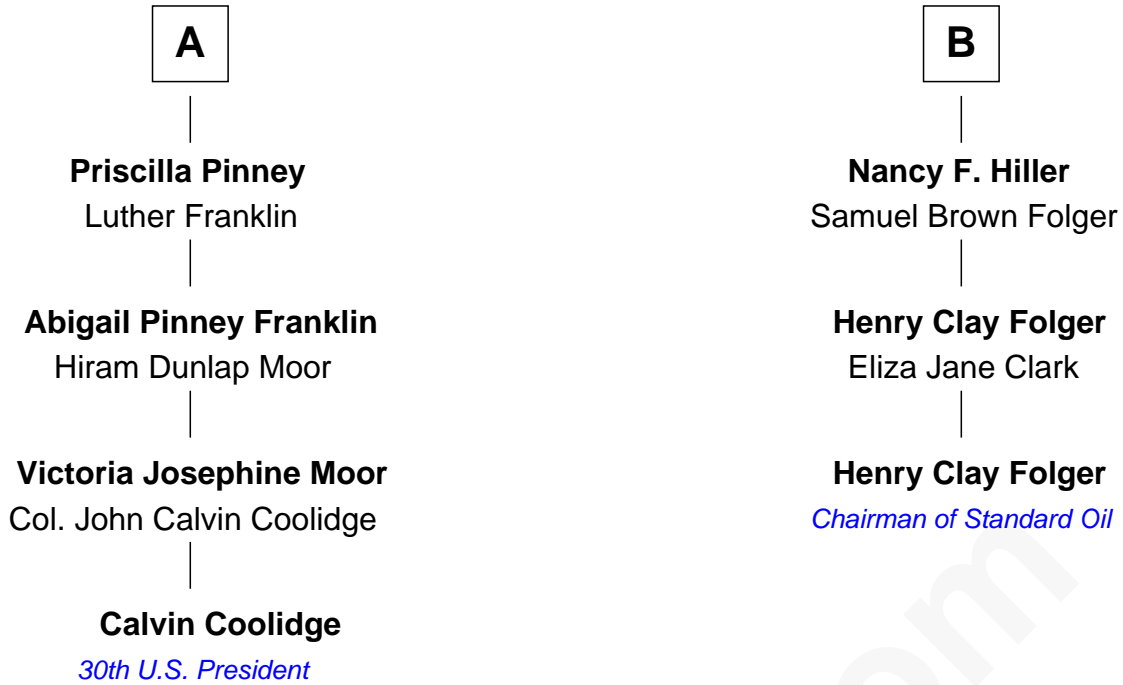 A
Priscilla Pinney
Luther Franklin
Abigail Pinney Franklin
Hiram Dunlap Moor
Victoria Josephine Moor
Col. John Calvin Coolidge
Calvin Coolidge
30th U.S. President
B
Nancy F. Hiller
Samuel Brown Folger
Henry Clay Folger
Eliza Jane Clark
Henry Clay Folger
Chairman of Standard Oil
om